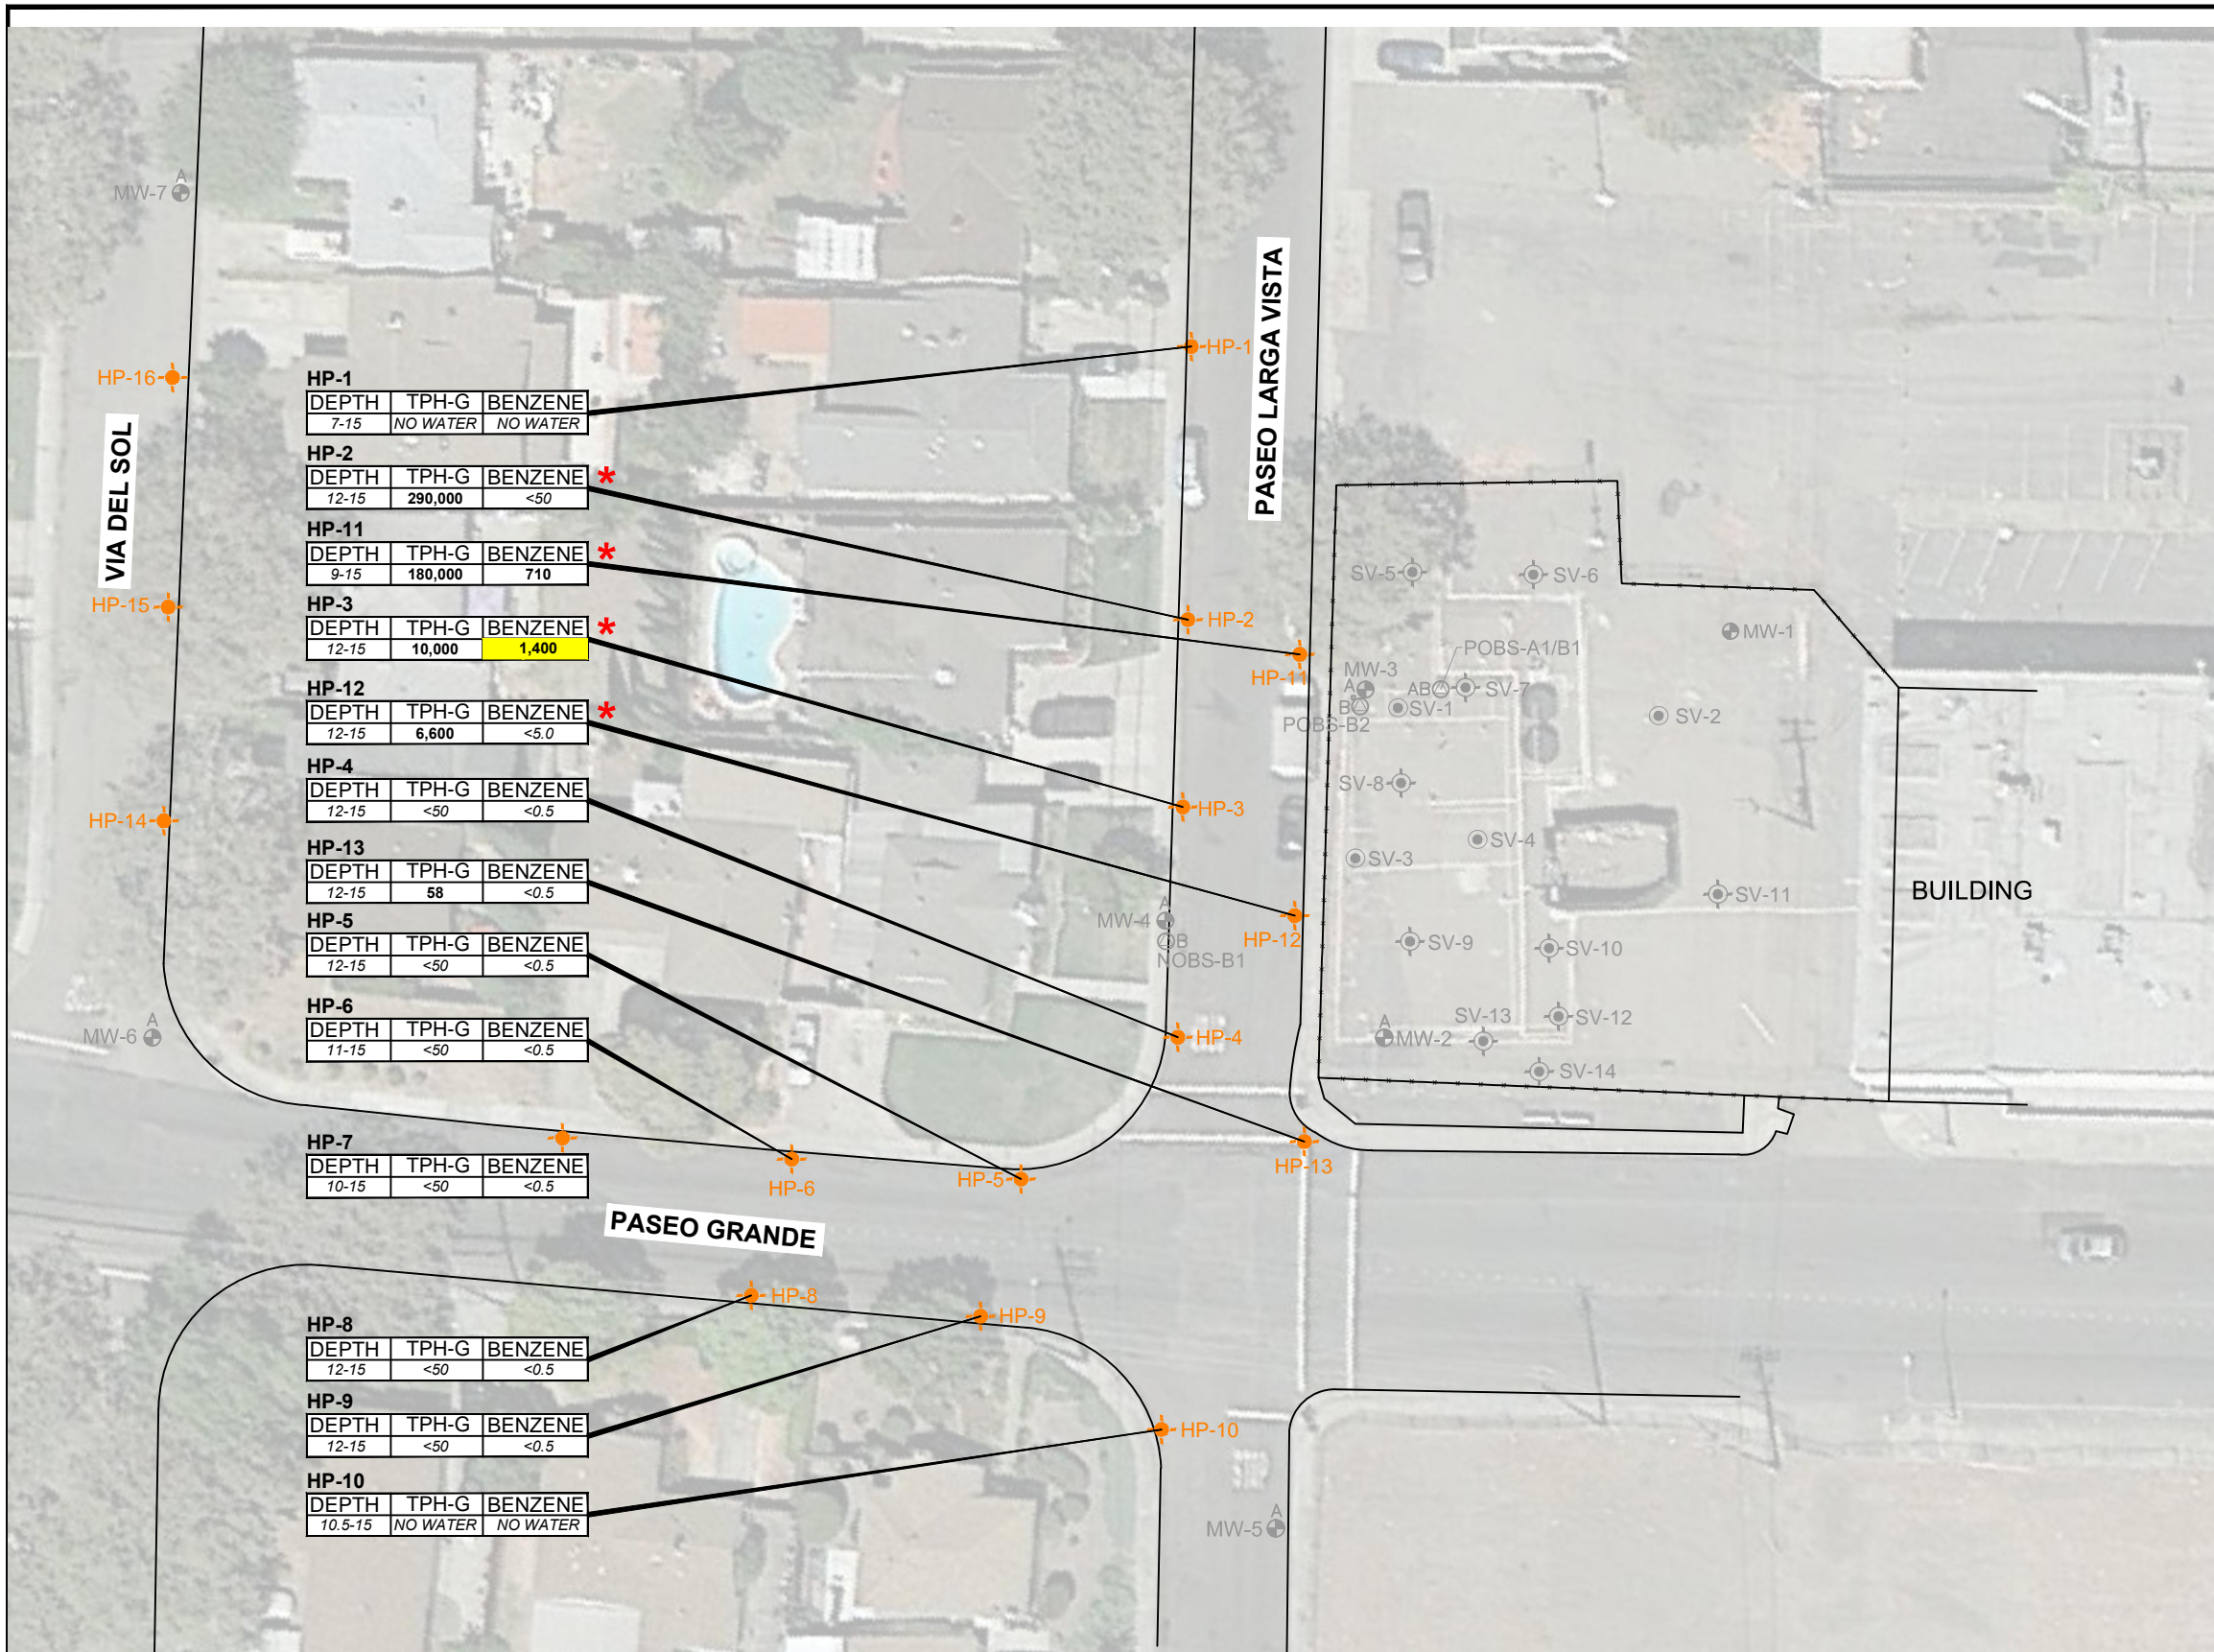 A
MW-7
HP-16
VIA DEL SOL
HP-15
HP-14
A
MW-6
HP-1
DEPTH TPH-G BENZENE
7-15 NO WATER NO WATER
HP-2
DEPTH TPH-G BENZENE *
12-15 290,000 <50
HP-11
DEPTH TPH-G BENZENE *
9-15 180,000 710
HP-3
DEPTH TPH-G BENZENE *
12-15 10,000 1,400
HP-12
DEPTH TPH-G BENZENE *
12-15 6,600 <5.0
HP-4
DEPTH TPH-G BENZENE
12-15 <50 <0.5
HP-13
DEPTH TPH-G BENZENE
12-15 58 <0.5
HP-5
DEPTH TPH-G BENZENE
12-15 <50 <0.5
HP-6
DEPTH TPH-G BENZENE
11-15 <50 <0.5
HP-7
DEPTH TPH-G BENZENE
10-15 <50 <0.5
HP-8
DEPTH TPH-G BENZENE
12-15 <50 <0.5
HP-9
DEPTH TPH-G BENZENE
12-15 <50 <0.5
HP-10
DEPTH TPH-G BENZENE
10.5-15 NO WATER NO WATER
PASEO LARGA VISTA
HP-1
HP-2
HP-11
HP-3
A
MW-4
B
NOBS-B1
HP-12
HP-4
HP-13
HP-5
HP-6
PASEO GRANDE
HP-8
HP-9
HP-10
A
MW-5
SV-5
SV-6
MW-1
POBS-A1/B1
MW-3
A
AB
SV-7
B
SV-1
POBS-B2
SV-2
SV-8
SV-4
SV-3
SV-11
BUILDING
SV-9
SV-10
SV-13
SV-12
A
MW-2
SV-14